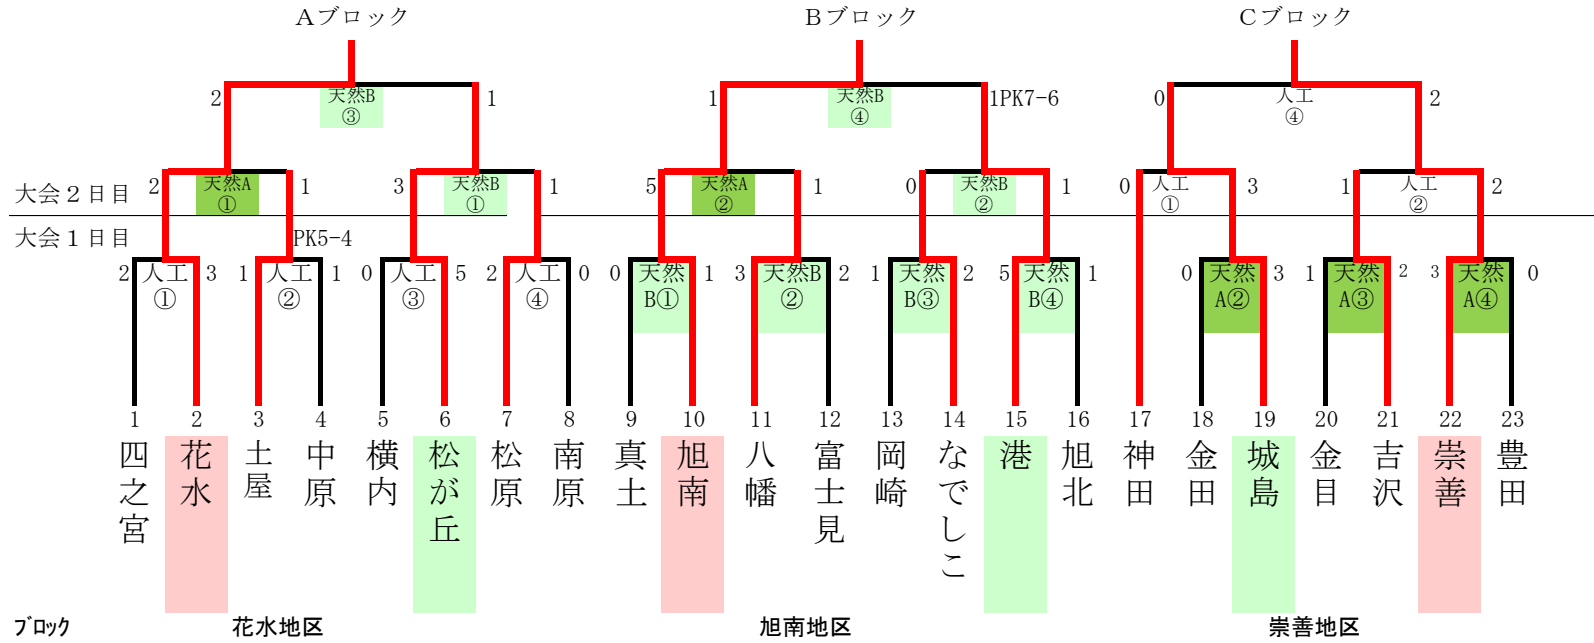 Aブロック Bブロック Cブロック
2 天然B 1 1 天然B 1PK7-6 0 人工 2
③ ④ ④
大会2日目 2 天然A 1 3 天然B 1 5 天然A 1 0 天然B 1 0 人工 3 1 人工 2
① ① ② ② ① ②
大会1日目 PK5-4
2 人工 3 1 人工 1 0 人工 5 2 人工 0 0 天然 1 3 天然B 2 1 天然 2 5 天然 1 0 天然 3 1 天然 2 3 天然 0
① ② ③ ④ B① ② B③ B④ A② A③ A④
1 2 3 4 5 6 7 8 9 10 11 12 13 14 15 16 17 18 19 20 21 22 23
四之宮 花水 土屋 中原 横内 松が丘 松原 南原 真土 旭南 八幡 富士見 岡崎 なでしこ 港 旭北 神田 金田 城島 金目 吉沢 崇善 豊田
ブロック 花水地区 旭南地区 崇善地区